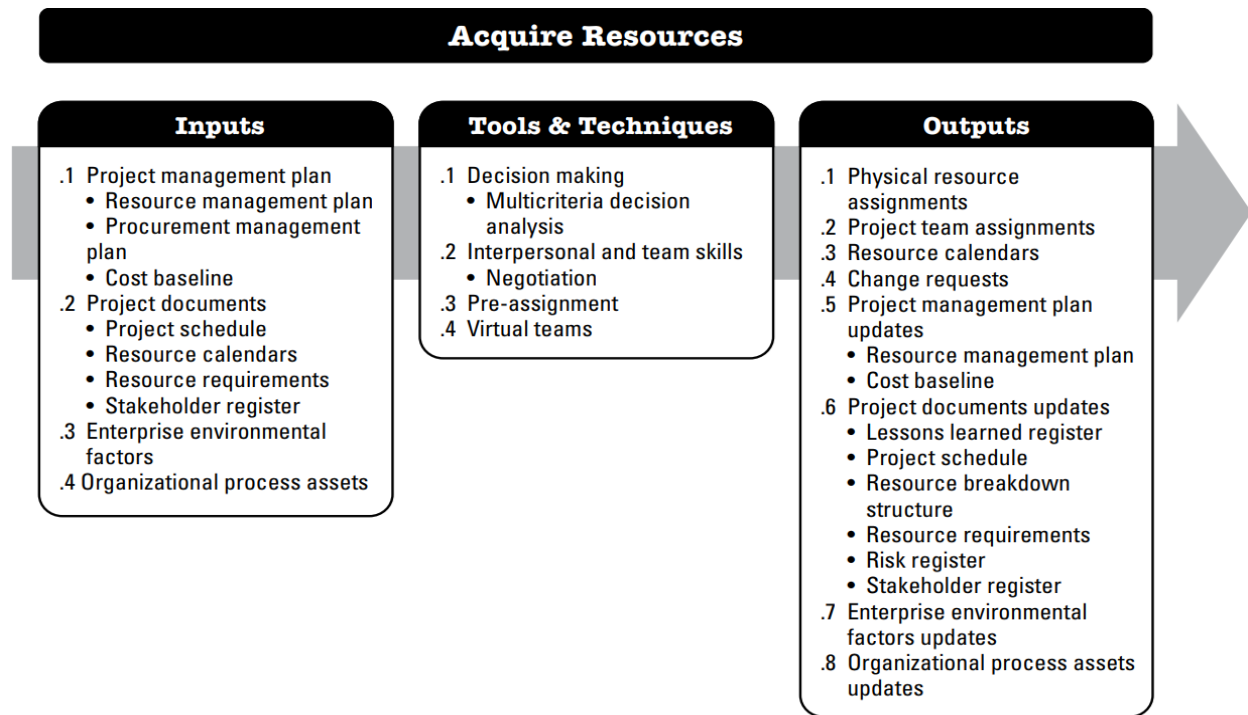 Acquire Resources
Inputs
.1 Project management plan
• Resource management plan
• Procurement management
plan
• Cost baseline
.2 Project documents
• Project schedule
• Resource calendars
• Resource requirements
• Stakeholder register
.3 Enterprise environmental
factors
.4 Organizational process assets
Tools & Techniques
.1 Decision making
• Multicriteria decision
analysis
.2 Interpersonal and team skills
• Negotiation
.3 Pre-assignment
.4 Virtual teams
Outputs
.1 Physical resource
assignments
.2 Project team assignments
.3 Resource calendars
.4 Change requests
.5 Project management plan
updates
• Resource management plan
• Cost baseline
.6 Project documents updates
• Lessons learned register
• Project schedule
• Resource breakdown
structure
• Resource requirements
• Risk register
• Stakeholder register
.7 Enterprise environmental
factors updates
.8 Organizational process assets
updates